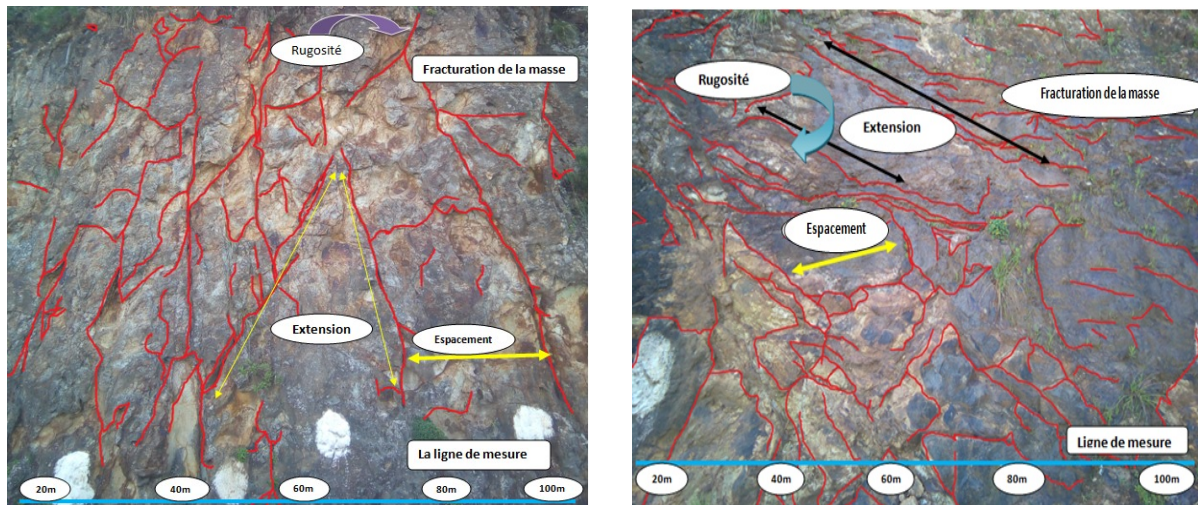 Rugosité
Fracturation de la masse
Extension
Espacement
La ligne de mesure
20m
40m
60m
80m
100m
Rugosité
Fracturation de la masse
Extension
Espacement
Ligne de mesure
20m
40m
60m
80m
100m